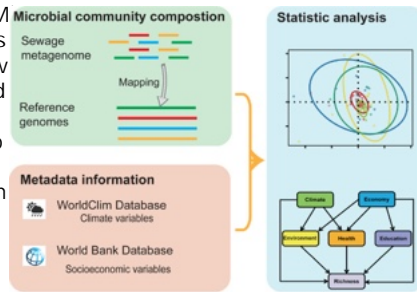 Microbial community compostion
Sewage
metagenome
Mapping
Reference
genomes
Metadata information
WorldClim Database
Climate variables
World Bank Database
Socioeconomic variables
Statistic analysis
Climate
Economy
Environment
Health
Education
Richness